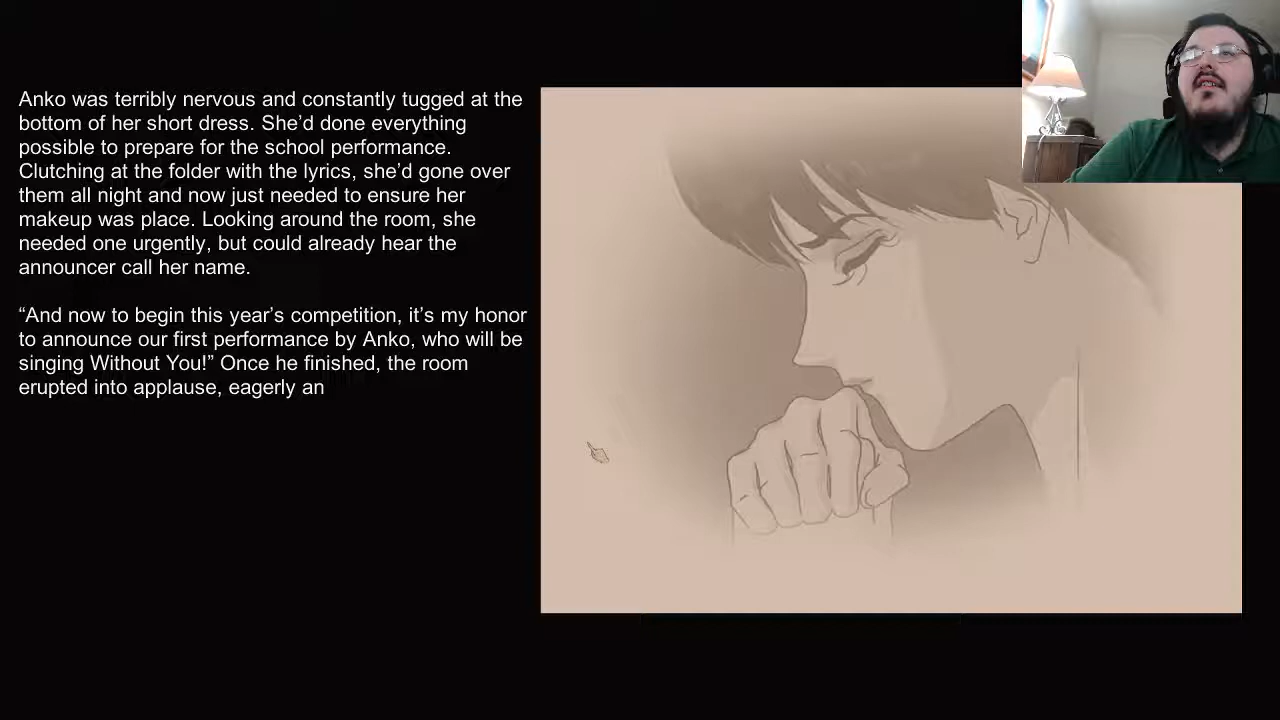 Anko was terribly nervous and constantly tugged at the
bottom of her short dress. She’d done everything
possible to prepare for the school performance.
Clutching at the folder with the lyrics, she’d gone over
them all night and now just needed to ensure her
makeup was place. Looking around the room, she
needed one urgently, but could already hear the
announcer call her name.
“And now to begin this year’s competition, it’s my honor
to announce our first performance by Anko, who will be
singing Without You!” Once he finished, the room
erupted into applause, eagerly an